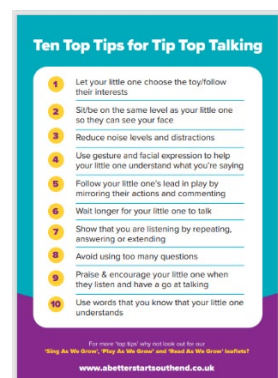 Ten Top Tips for Tip Top Talking
1 Let your little one choose the toy/follow
their interests
2 Sit/be on the same level as your little one
so they can see your face
3 Reduce noise levels and distractions
4 Use gesture and facial expression to help
your little one understand what you're saying
5 Follow your little one's lead in play by
mirroring their actions and commenting
6 Wait longer for your little one to talk
7 Show that you are listening by repeating,
answering or extending
8 Avoid using too many questions
9 Praise & encourage your little one when
they listen and have a go at talking
10 Use words that you know that your little one
understands
For more 'top tips' why not look out for our
'Sing As We Grow', 'Play As We Grow' and 'Read As We Grow' leaflets?
www.abetterstartsouthend.co.uk